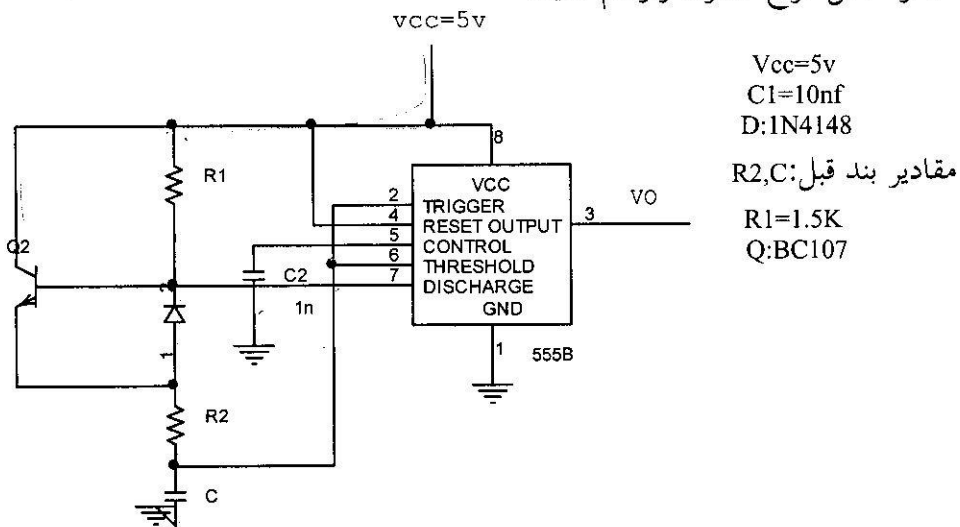 vcc=5v
Vcc=5v
C1=10nf
D:1N4148
مقادیر بند قبل:R2,C
R1=1.5K
Q:BC107
8
R1
VCC
2
TRIGGER
4
RESET OUTPUT
3
VO
5
CONTROL
6
THRESHOLD
7
DISCHARGE
GND
Q2
C2
1n
2
1
1
555B
R2
C